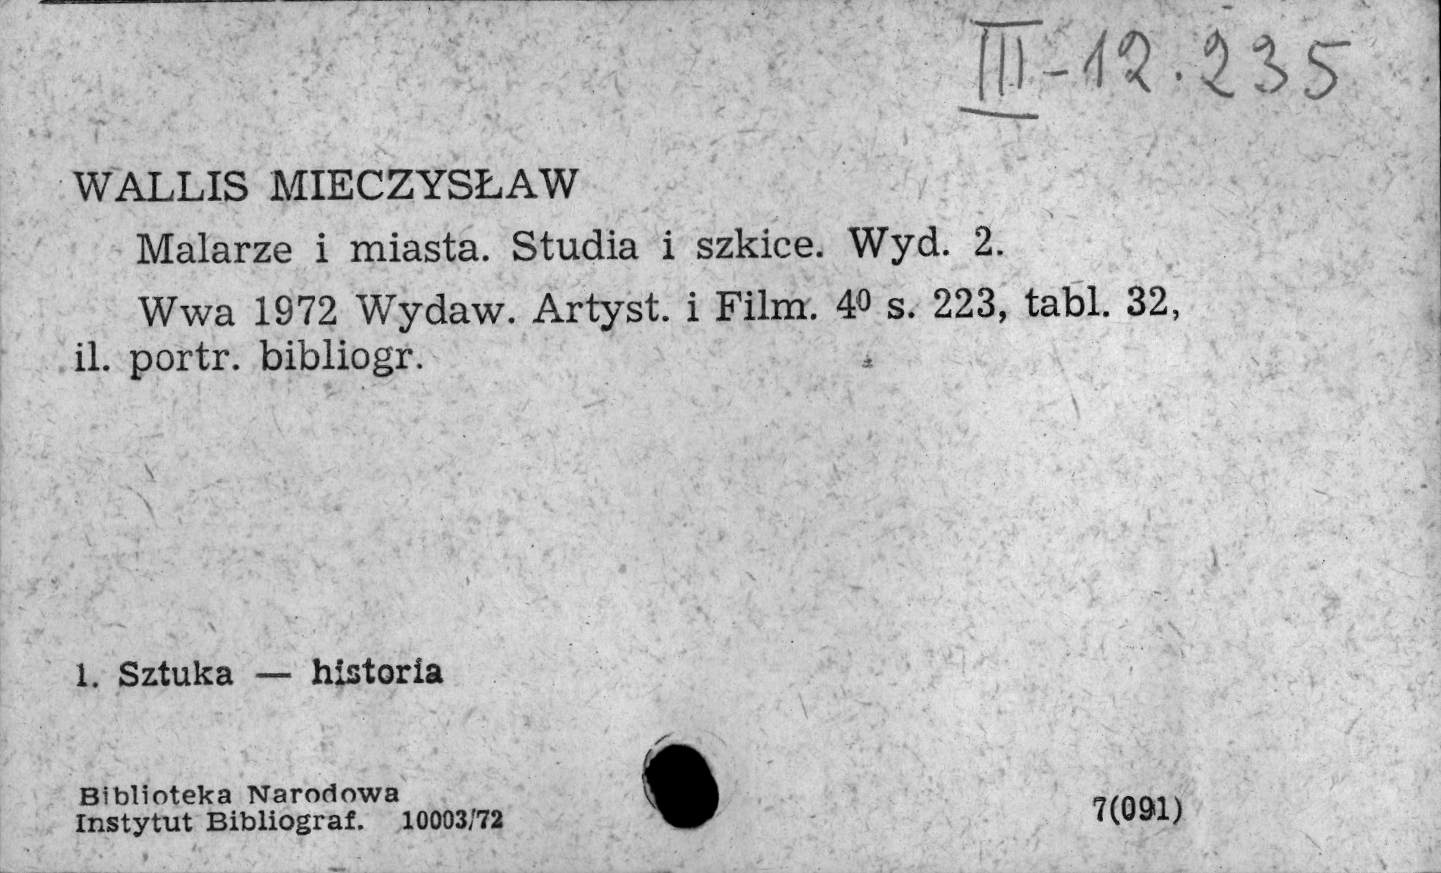 III-12.235
WALLIS MIECZYSŁAW
Malarze i miasta. Studia i szkice. Wyd. 2.
Wwa 1972 Wydaw. Artyst. i Film. 4⁰ s. 223, tabl. 32,
il. portr. bibliogr.
1. Sztuka — historia
Biblioteka Narodowa
Instytut Bibliograf. 10003/72
7(091)